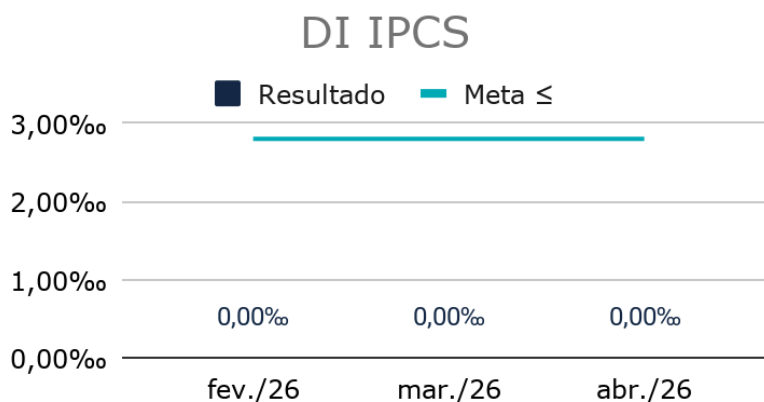 DI IPCS
Resultado Meta ≤
3,00‰
2,00‰
1,00‰
0,00‰ 0,00‰ 0,00‰
0,00‰
fev./26 mar./26 abr./26